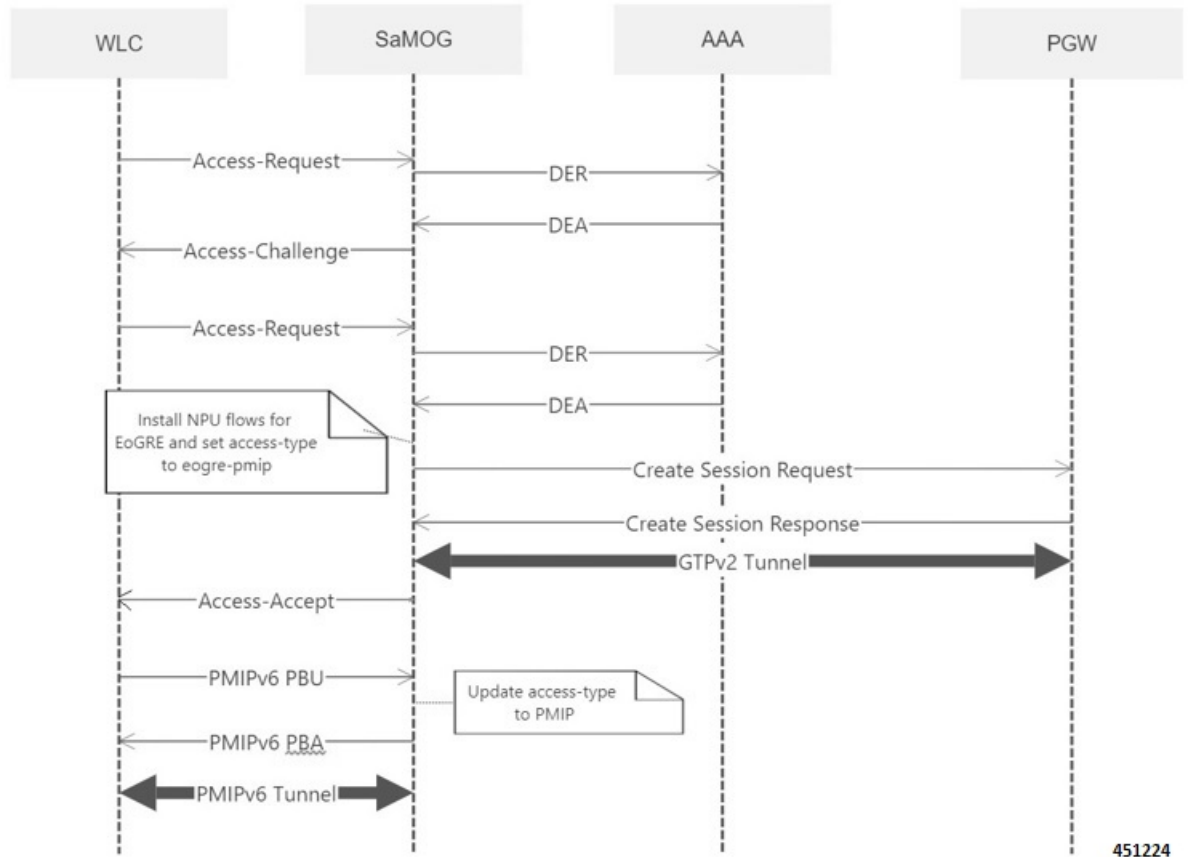 WLC
SaMOG
AAA
PGW
Access-Request
DER
DEA
Access-Challenge
Access-Request
DER
DEA
Install NPU flows for
EoGRE and set access-type
to eogre-pmip
Create Session Request
Create Session Response
GTPv2 Tunnel
Access-Accept
PMIPv6 PBU
Update access-type
to PMIP
PMIPv6 PBA
PMIPv6 Tunnel
451224